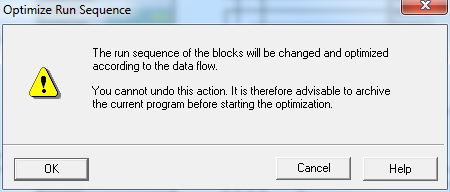 Optimize Run Sequence
The run sequence of the blocks will be changed and optimized
according to the data flow.
You cannot undo this action. It is therefore advisable to archive
the current program before starting the optimization.
OK
Cancel
Help